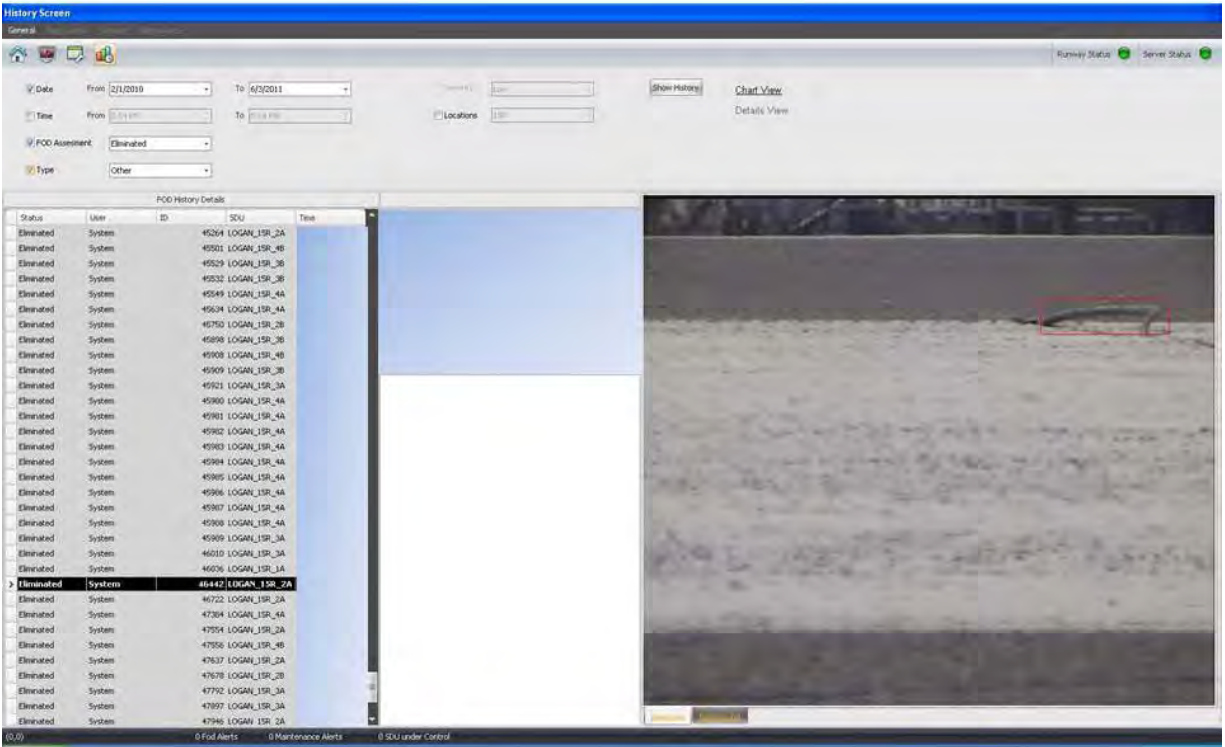 History Screen
General
Runway Status Server Status
Date From 2/1/2010 To 6/3/2011
Show History
Chart View
Time From To
Locations
Details View
FOD Assesment Eliminated
Type Other
FOD History Details
Status User ID SDU Time
Eliminated System 45264 LOGAN_15R_2A
Eliminated System 45501 LOGAN_15R_4B
Eliminated System 45529 LOGAN_15R_3B
Eliminated System 45532 LOGAN_15R_3B
Eliminated System 45549 LOGAN_15R_4A
Eliminated System 45634 LOGAN_15R_4A
Eliminated System 45750 LOGAN_15R_2B
Eliminated System 45898 LOGAN_15R_3B
Eliminated System 45908 LOGAN_15R_4B
Eliminated System 45909 LOGAN_15R_3B
Eliminated System 45921 LOGAN_15R_3A
Eliminated System 45980 LOGAN_15R_4A
Eliminated System 45981 LOGAN_15R_4A
Eliminated System 45982 LOGAN_15R_4A
Eliminated System 45983 LOGAN_15R_4A
Eliminated System 45984 LOGAN_15R_4A
Eliminated System 45985 LOGAN_15R_4A
Eliminated System 45986 LOGAN_15R_4A
Eliminated System 45987 LOGAN_15R_4A
Eliminated System 45988 LOGAN_15R_4A
Eliminated System 45989 LOGAN_15R_3A
Eliminated System 46010 LOGAN_15R_3A
Eliminated System 46036 LOGAN_15R_1A
Eliminated System 46442 LOGAN_15R_2A
Eliminated System 46722 LOGAN_15R_2A
Eliminated System 47384 LOGAN_15R_4A
Eliminated System 47554 LOGAN_15R_2A
Eliminated System 47556 LOGAN_15R_4B
Eliminated System 47637 LOGAN_15R_2A
Eliminated System 47678 LOGAN_15R_2B
Eliminated System 47792 LOGAN_15R_3A
Eliminated System 47897 LOGAN_15R_3A
Eliminated System 47946 LOGAN_15R_2A
(0,0) 0 Fod Alerts 0 Maintenance Alerts 0 SDU under Control